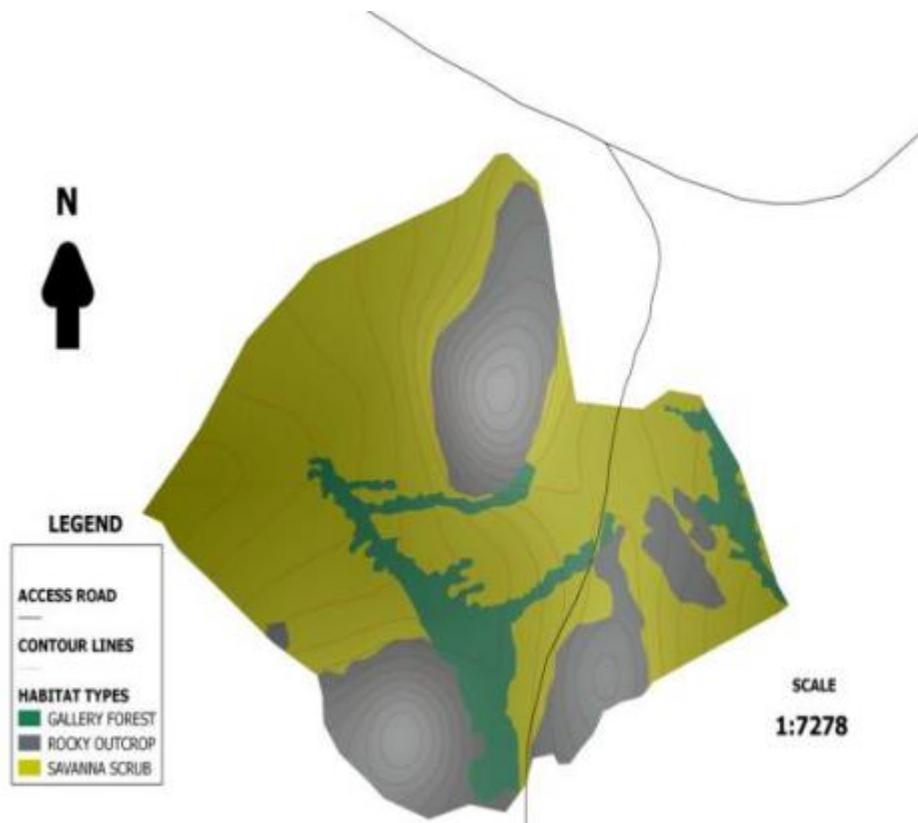 N
LEGEND
ACCESS ROAD
CONTOUR LINES
HABITAT TYPES
GALLERY FOREST
ROCKY OUTCROP
SAVANNA SCRUB
SCALE
1:7278